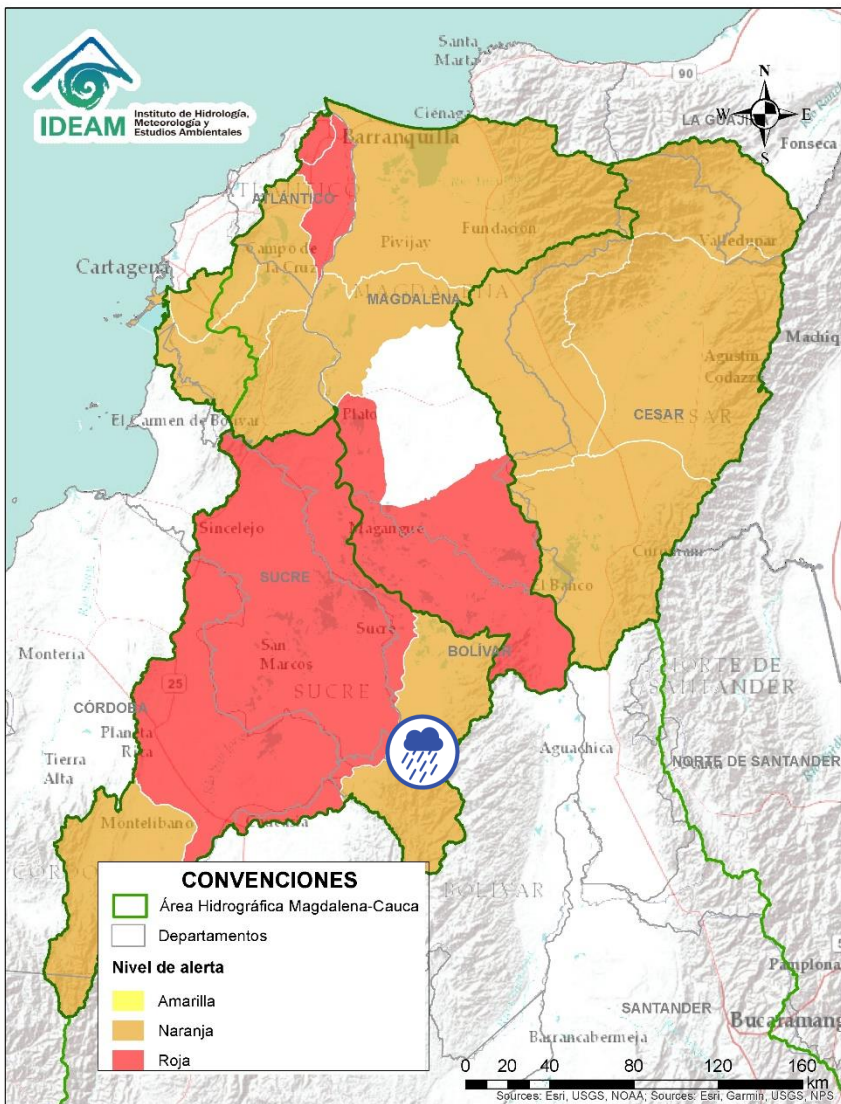 IDEAM
Instituto de Hidrología,
Meteorología y
Estudios Ambientales
Santa
Marta
90
N
E
S
Ciénaga
LA GUAJIRA
Fonseca
Barranquilla
ATLÁNTICO
Campo de
la Cruz
Pivijay
Fundación
Valledupar
Cartagena
MAGDALENA
MAGDALENA
Agustín
Codazzi
CESAR
CESAR
El Carmen de Bolívar
Plato
Sincelejo
Magangué
SUCRE
El Banco
Sucre
San
Marcos
SUCRE
BOLÍVAR
Montería
25
CÓRDOBA
Planeta
Rica
Tierra
Alta
NORTE DE
SANTANDER
NORTE DE SANTANDER
Aguachica
Montelíbano
BOLÍVAR
CONVENCIONES
Área Hidrográfica Magdalena-Cauca
Departamentos
Nivel de alerta
Amarilla
Naranja
Roja
SANTANDER
Pamplona
Bucaramang
Barrancabermeja
0 20 40 80 120 160
km
Sources: Esri, USGS, NOAA; Sources: Esri, Garmin, USGS, NPS